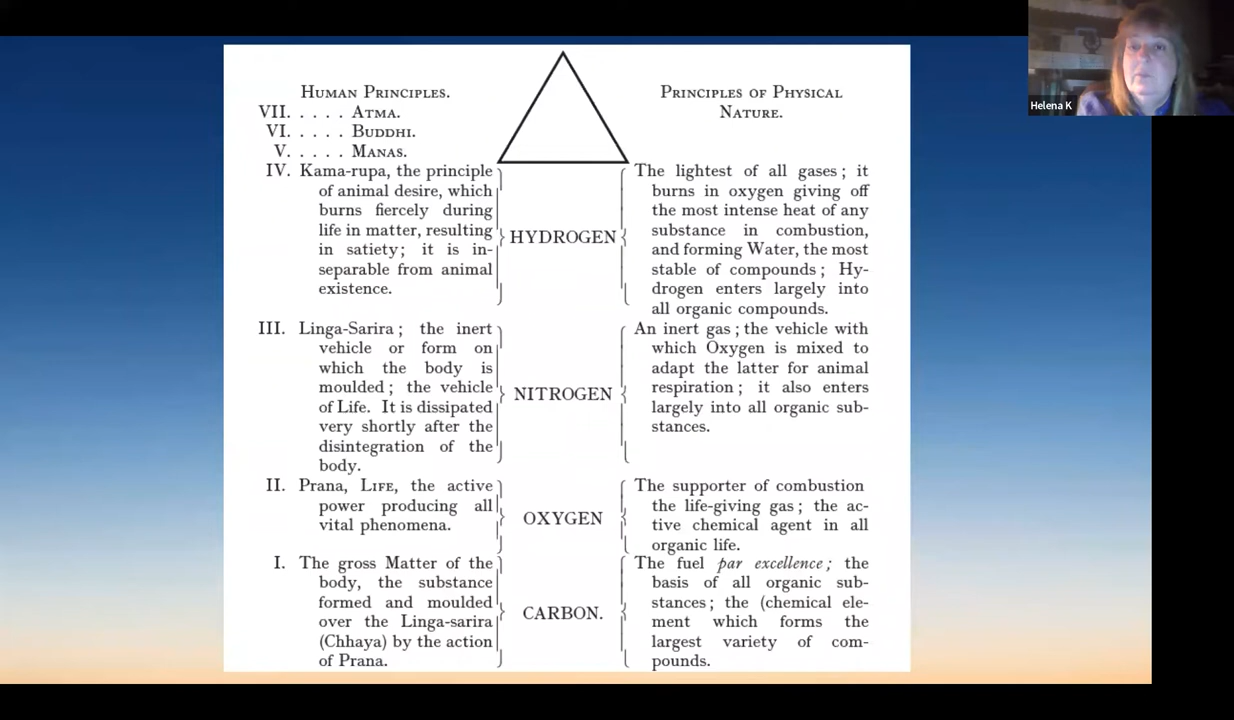 Helena K
HUMAN PRINCIPLES.
VII. . . . . ATMA.
VI. . . . . BUDDHI.
V. . . . . MANAS.
IV. Kama-rupa, the principle
of animal desire, which
burns fiercely during
life in matter, resulting
in satiety; it is in-
separable from animal
existence.
HYDROGEN
PRINCIPLES OF PHYSICAL
NATURE.
The lightest of all gases; it
burns in oxygen giving off
the most intense heat of any
substance in combustion,
and forming Water, the most
stable of compounds; Hy-
drogen enters largely into
all organic compounds.
III. Linga-Sarira; the inert
vehicle or form on
which the body is
moulded; the vehicle
of Life. It is dissipated
very shortly after the
disintegration of the
body.
NITROGEN
An inert gas; the vehicle with
which Oxygen is mixed to
adapt the latter for animal
respiration; it also enters
largely into all organic sub-
stances.
II. Prana, LIFE, the active
power producing all
vital phenomena.
OXYGEN
The supporter of combustion
the life-giving gas; the ac-
tive chemical agent in all
organic life.
I. The gross Matter of the
body, the substance
formed and moulded
over the Linga-sarira
(Chhaya) by the action
of Prana.
CARBON.
The fuel par excellence; the
basis of all organic sub-
stances; the (chemical ele-
ment which forms the
largest variety of com-
pounds.